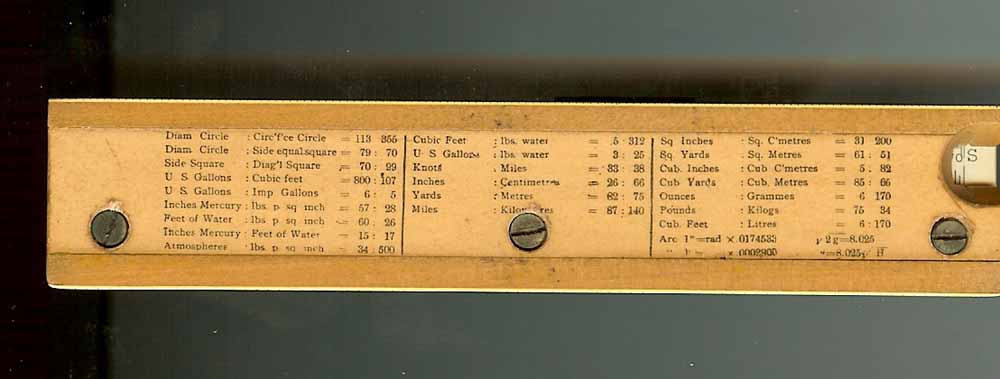 Diam Circle : Circ'f'ce Circle = 113 355
Diam Circle : Side equal square = 79 : 70
Side Square : Diag'l Square = 70 : 99
U S Gallons : Cubic feet = 800 : 107
U S Gallons : Imp Gallons = 6 : 5
Inches Mercury : lbs p sq inch = 57 : 28
Feet of Water : lbs p sq inch = 60 : 26
Inches Mercury : Feet of Water = 15 : 17
Atmospheres : lbs p sq inch = 34 : 500
Cubic Feet : lbs. water = 5 : 312
U S Gallons : lbs. water = 3 : 25
Knots : Miles = 33 : 38
Inches : Centimetres = 26 : 66
Yards : Metres = 82 : 75
Miles = 87 : 140
Sq Inches : Sq. C'metres = 31 200
Sq. Yards : Sq. Metres = 61 : 51
Cub. Inches : Cub C'metres = 5 : 82
Cub Yards : Cub. Metres = 85 : 65
Ounces : Grammes = 6 170
Pounds : Kilogs = 75 34
Cub. Feet : Litres = 6 : 170
Arc 1°=rad × .0174533 √2g=8.025
S